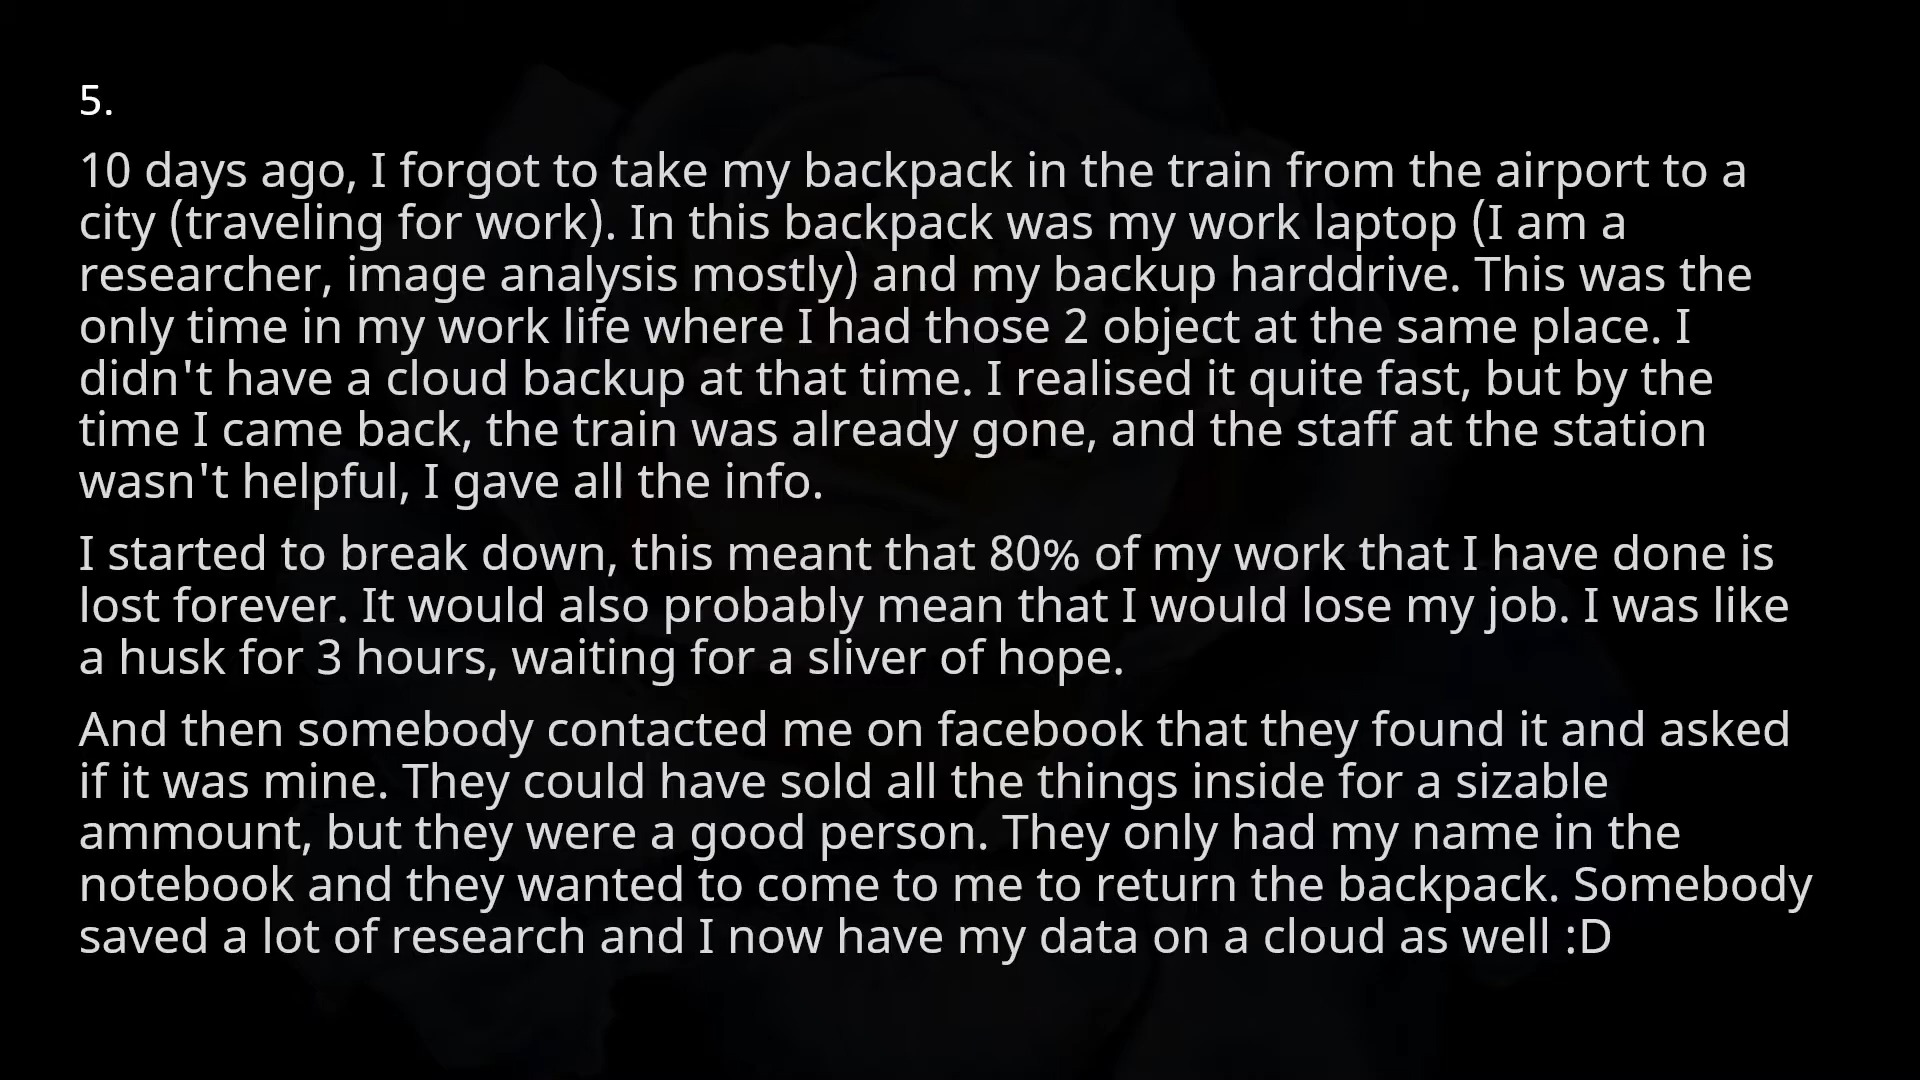 5.
10 days ago, I forgot to take my backpack in the train from the airport to a
city (traveling for work). In this backpack was my work laptop (I am a
researcher, image analysis mostly) and my backup harddrive. This was the
only time in my work life where I had those 2 object at the same place. I
didn't have a cloud backup at that time. I realised it quite fast, but by the
time I came back, the train was already gone, and the staff at the station
wasn't helpful, I gave all the info.
I started to break down, this meant that 80% of my work that I have done is
lost forever. It would also probably mean that I would lose my job. I was like
a husk for 3 hours, waiting for a sliver of hope.
And then somebody contacted me on facebook that they found it and asked
if it was mine. They could have sold all the things inside for a sizable
ammount, but they were a good person. They only had my name in the
notebook and they wanted to come to me to return the backpack. Somebody
saved a lot of research and I now have my data on a cloud as well :D